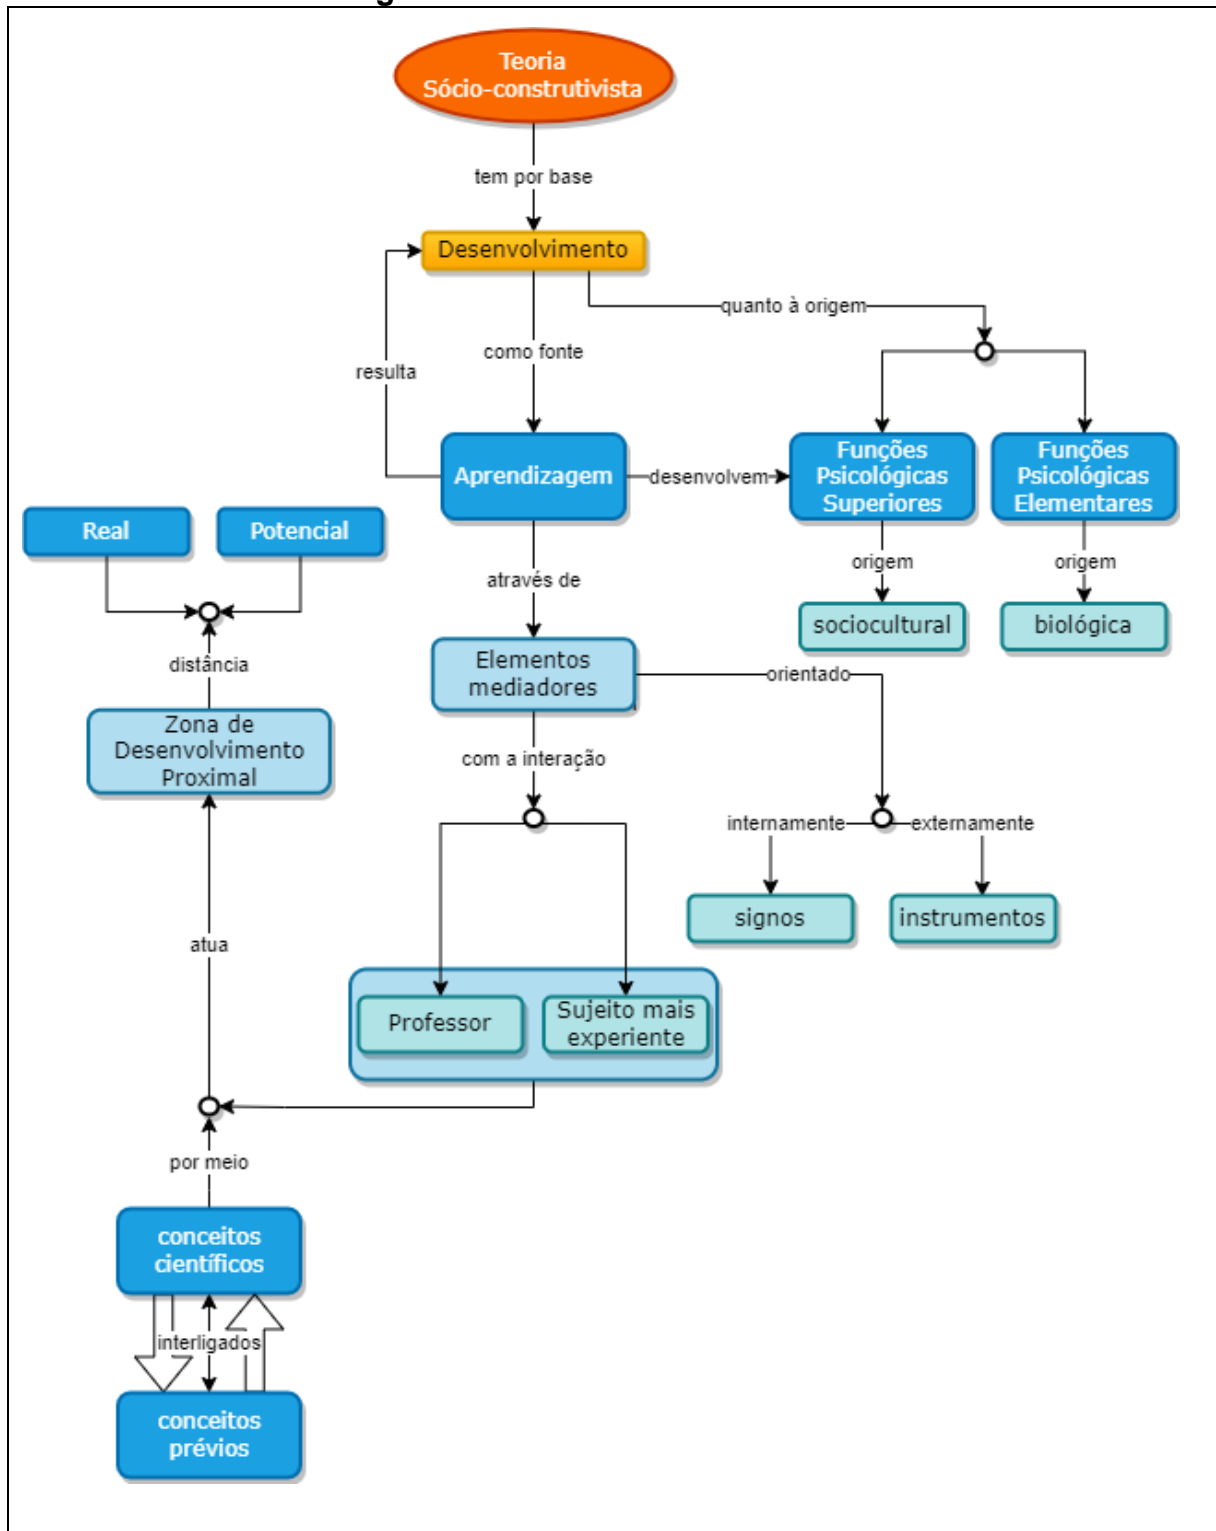 Teoria
Sócio-construtivista
tem por base
Desenvolvimento
quanto à origem
como fonte
resulta
Aprendizagem
desenvolvem
Funções
Psicológicas
Superiores
Funções
Psicológicas
Elementares
Real
Potencial
através de
origem
origem
sociocultural
biológica
distância
Elementos
mediadores
orientado
Zona de
Desenvolvimento
Proximal
com a interação
internamente
externamente
signos
instrumentos
atua
Professor
Sujeito mais
experiente
por meio
conceitos
científicos
interligados
conceitos
prévios